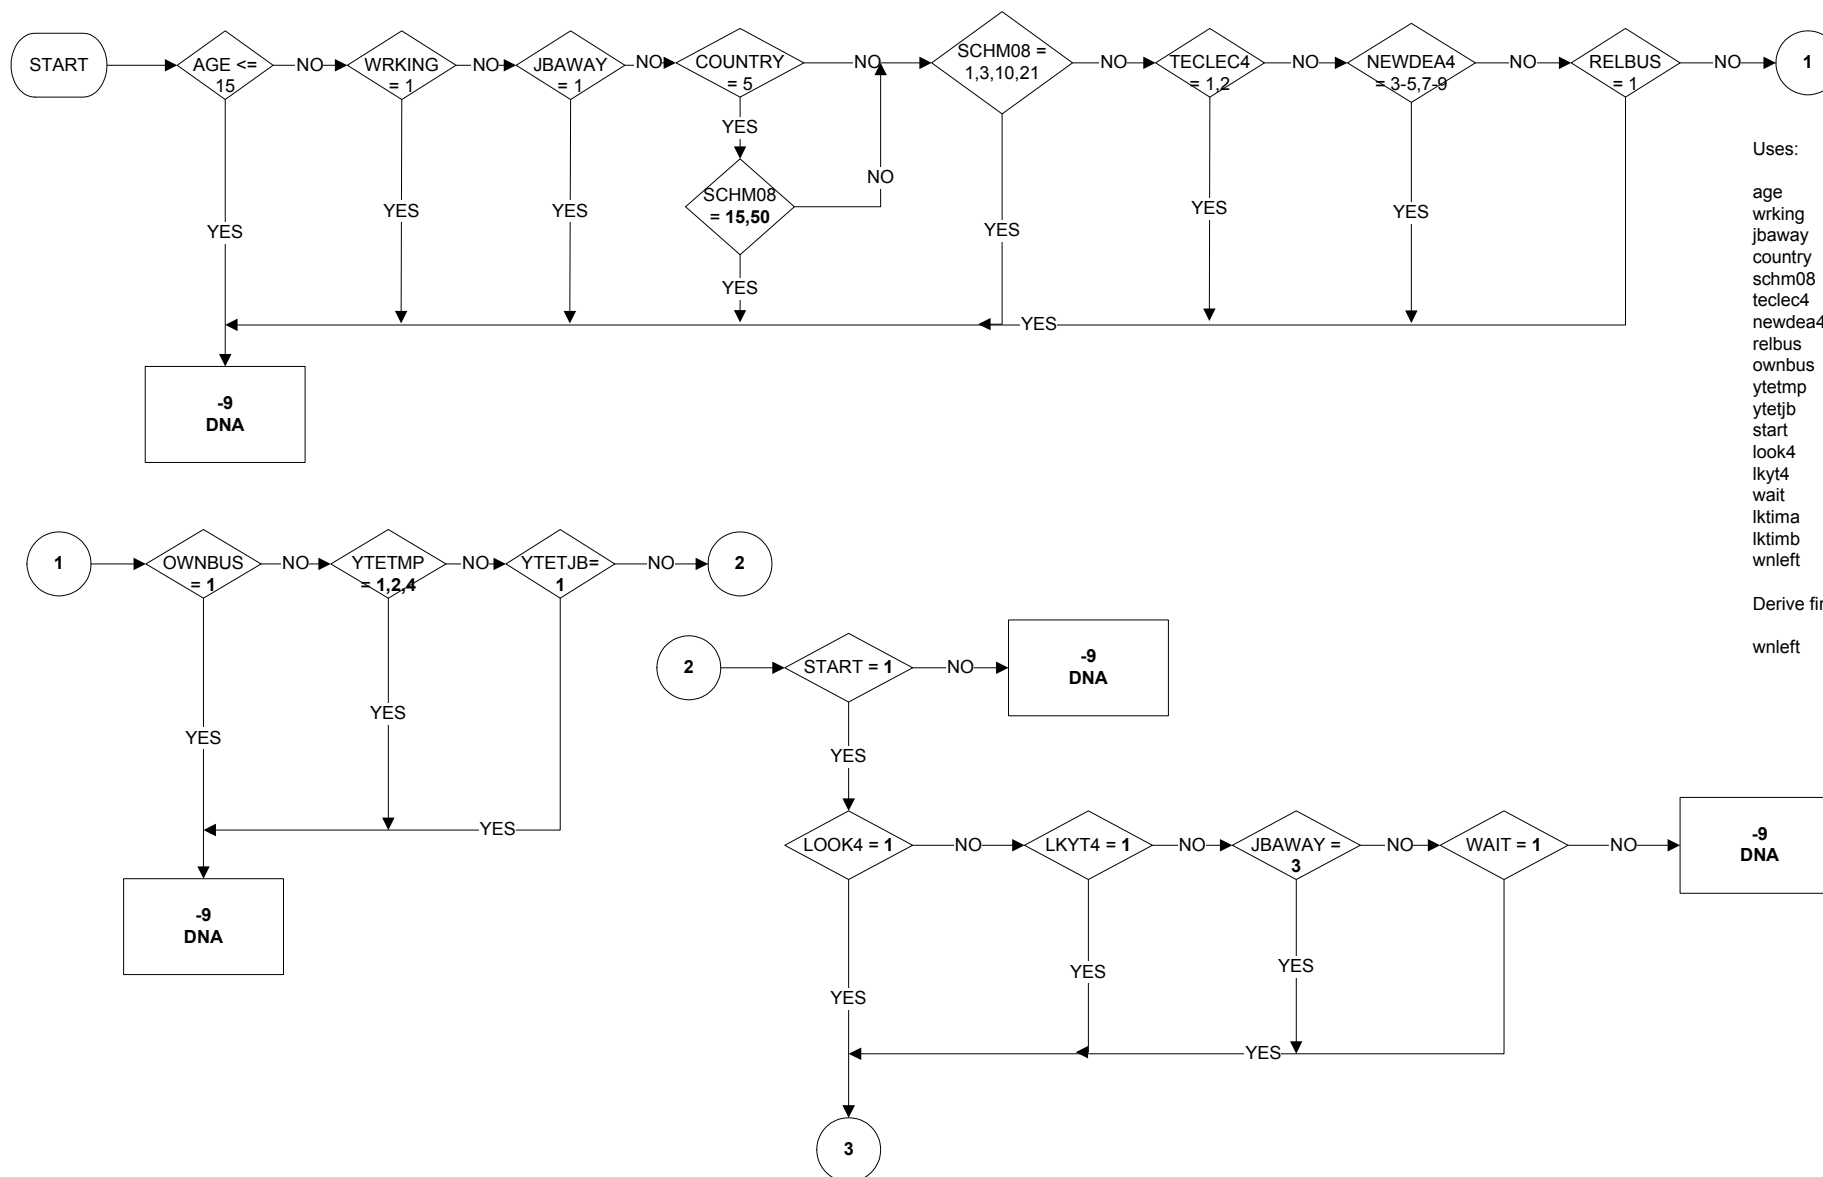 START
AGE <=
15
NO
WRKING
= 1
NO
JBAWAY
= 1
NO
COUNTRY
= 5
NO
SCHM08 =
1,3,10,21
NO
TECLEC4
= 1,2
NO
NEWDEA4
= 3-5,7-9
NO
RELBUS
= 1
NO
1
YES
SCHM08
= 15,50
NO
YES
YES
YES
YES
YES
YES
YES
YES
-9
DNA
Uses:
age
wrking
jbaway
country
schm08
teclec4
newdea4
relbus
ownbus
ytetmp
ytetjb
start
look4
lkyt4
wait
lktima
lktimb
wnleft
Derive fir
wnleft
1
OWNBUS
= 1
NO
YTETMP
= 1,2,4
NO
YTETJB=
1
NO
2
YES
YES
YES
-9
DNA
2
START = 1
NO
-9
DNA
YES
LOOK4 = 1
NO
LKYT4 = 1
NO
JBAWAY =
3
NO
WAIT = 1
NO
-9
DNA
YES
YES
YES
YES
3